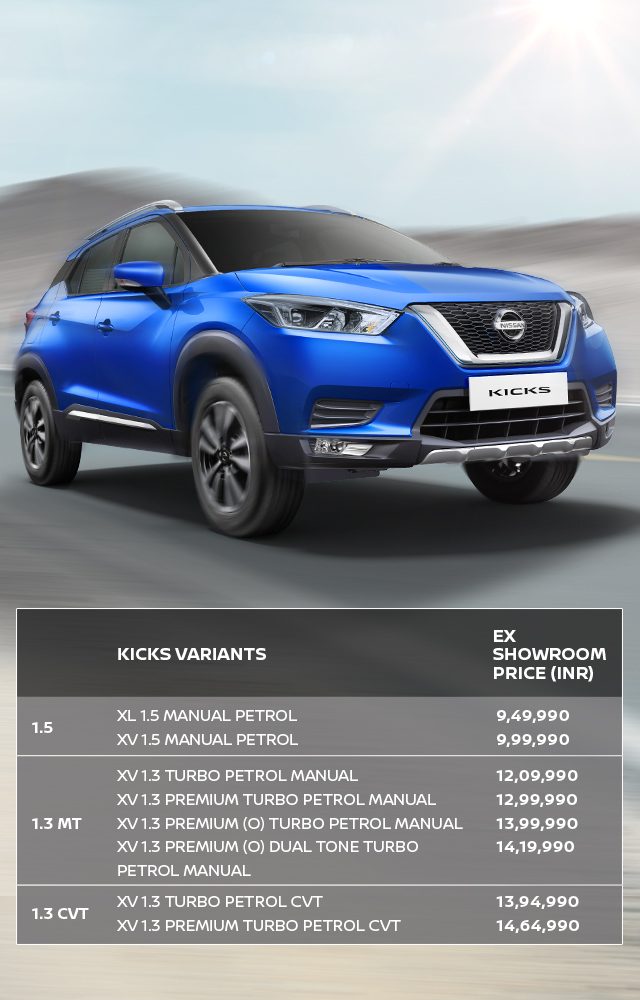 NISSAN
KICKS
KICKS VARIANTS
EX
SHOWROOM
PRICE (INR)
1.5
XL 1.5 MANUAL PETROL 9,49,990
XV 1.5 MANUAL PETROL 9,99,990
1.3 MT
XV 1.3 TURBO PETROL MANUAL 12,09,990
XV 1.3 PREMIUM TURBO PETROL MANUAL 12,99,990
XV 1.3 PREMIUM (O) TURBO PETROL MANUAL 13,99,990
XV 1.3 PREMIUM (O) DUAL TONE TURBO 14,19,990
PETROL MANUAL
1.3 CVT
XV 1.3 TURBO PETROL CVT 13,94,990
XV 1.3 PREMIUM TURBO PETROL CVT 14,64,990